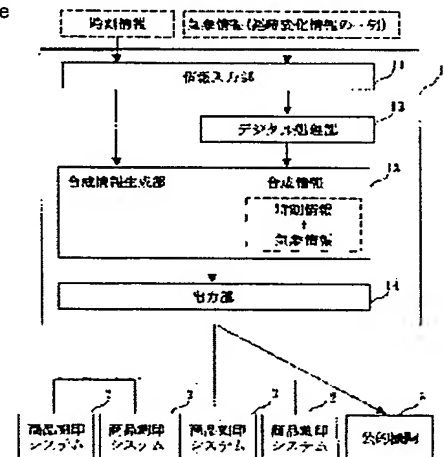 e
時刻情報
気象情報(経時変化情報の一例)
11
1
情報入力部
13
デジタル処理部
12
合成情報生成部
合成情報
時刻情報
+
気象情報
14
出力部
2 2 2 2
商品刻印
システム
商品刻印
システム
商品刻印
システム
商品刻印
システム
公的機関